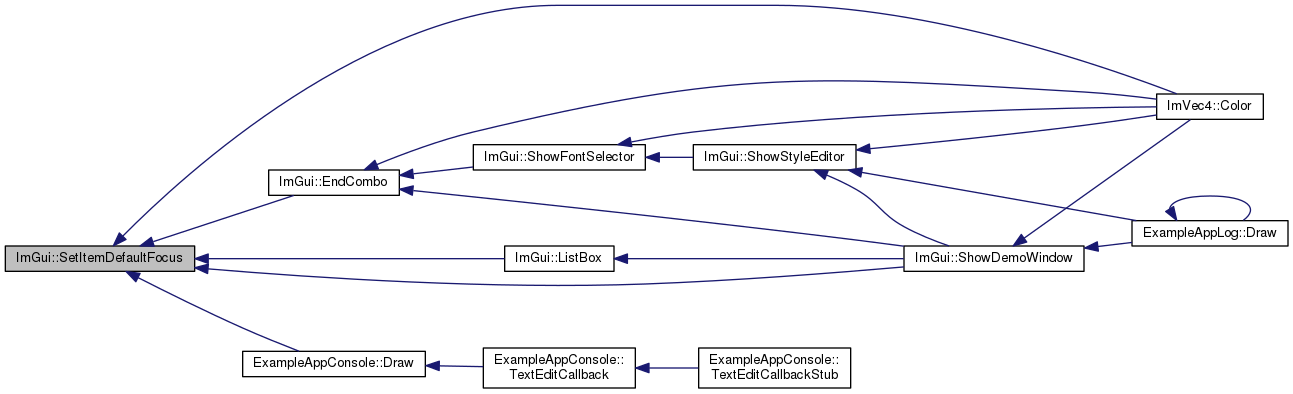 ImVec4::Color
ImGui::ShowFontSelector
ImGui::ShowStyleEditor
ImGui::EndCombo
ExampleAppLog::Draw
ImGui::SetItemDefaultFocus
ImGui::ListBox
ImGui::ShowDemoWindow
ExampleAppConsole::Draw
ExampleAppConsole::
TextEditCallback
ExampleAppConsole::
TextEditCallbackStub